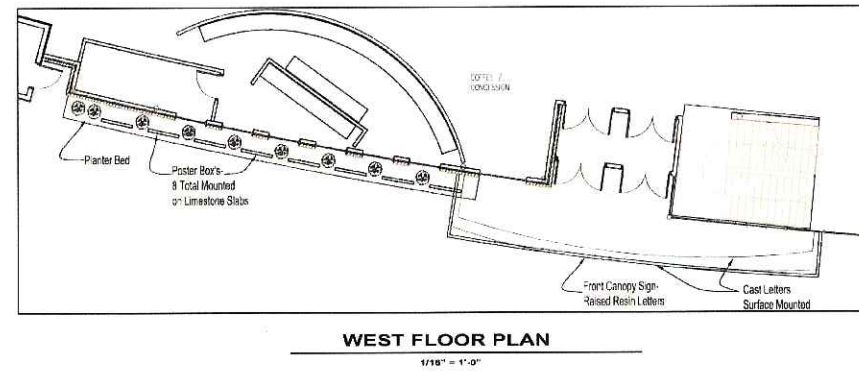 COFFEE /
CONCESSION
Planter Bed
Poster Box's-
8 Total Mounted
on Limestone Slabs
Front Canopy Sign-
Raised Resin Letters
Cast Letters
Surface Mounted
WEST FLOOR PLAN
1/16" = 1'-0"